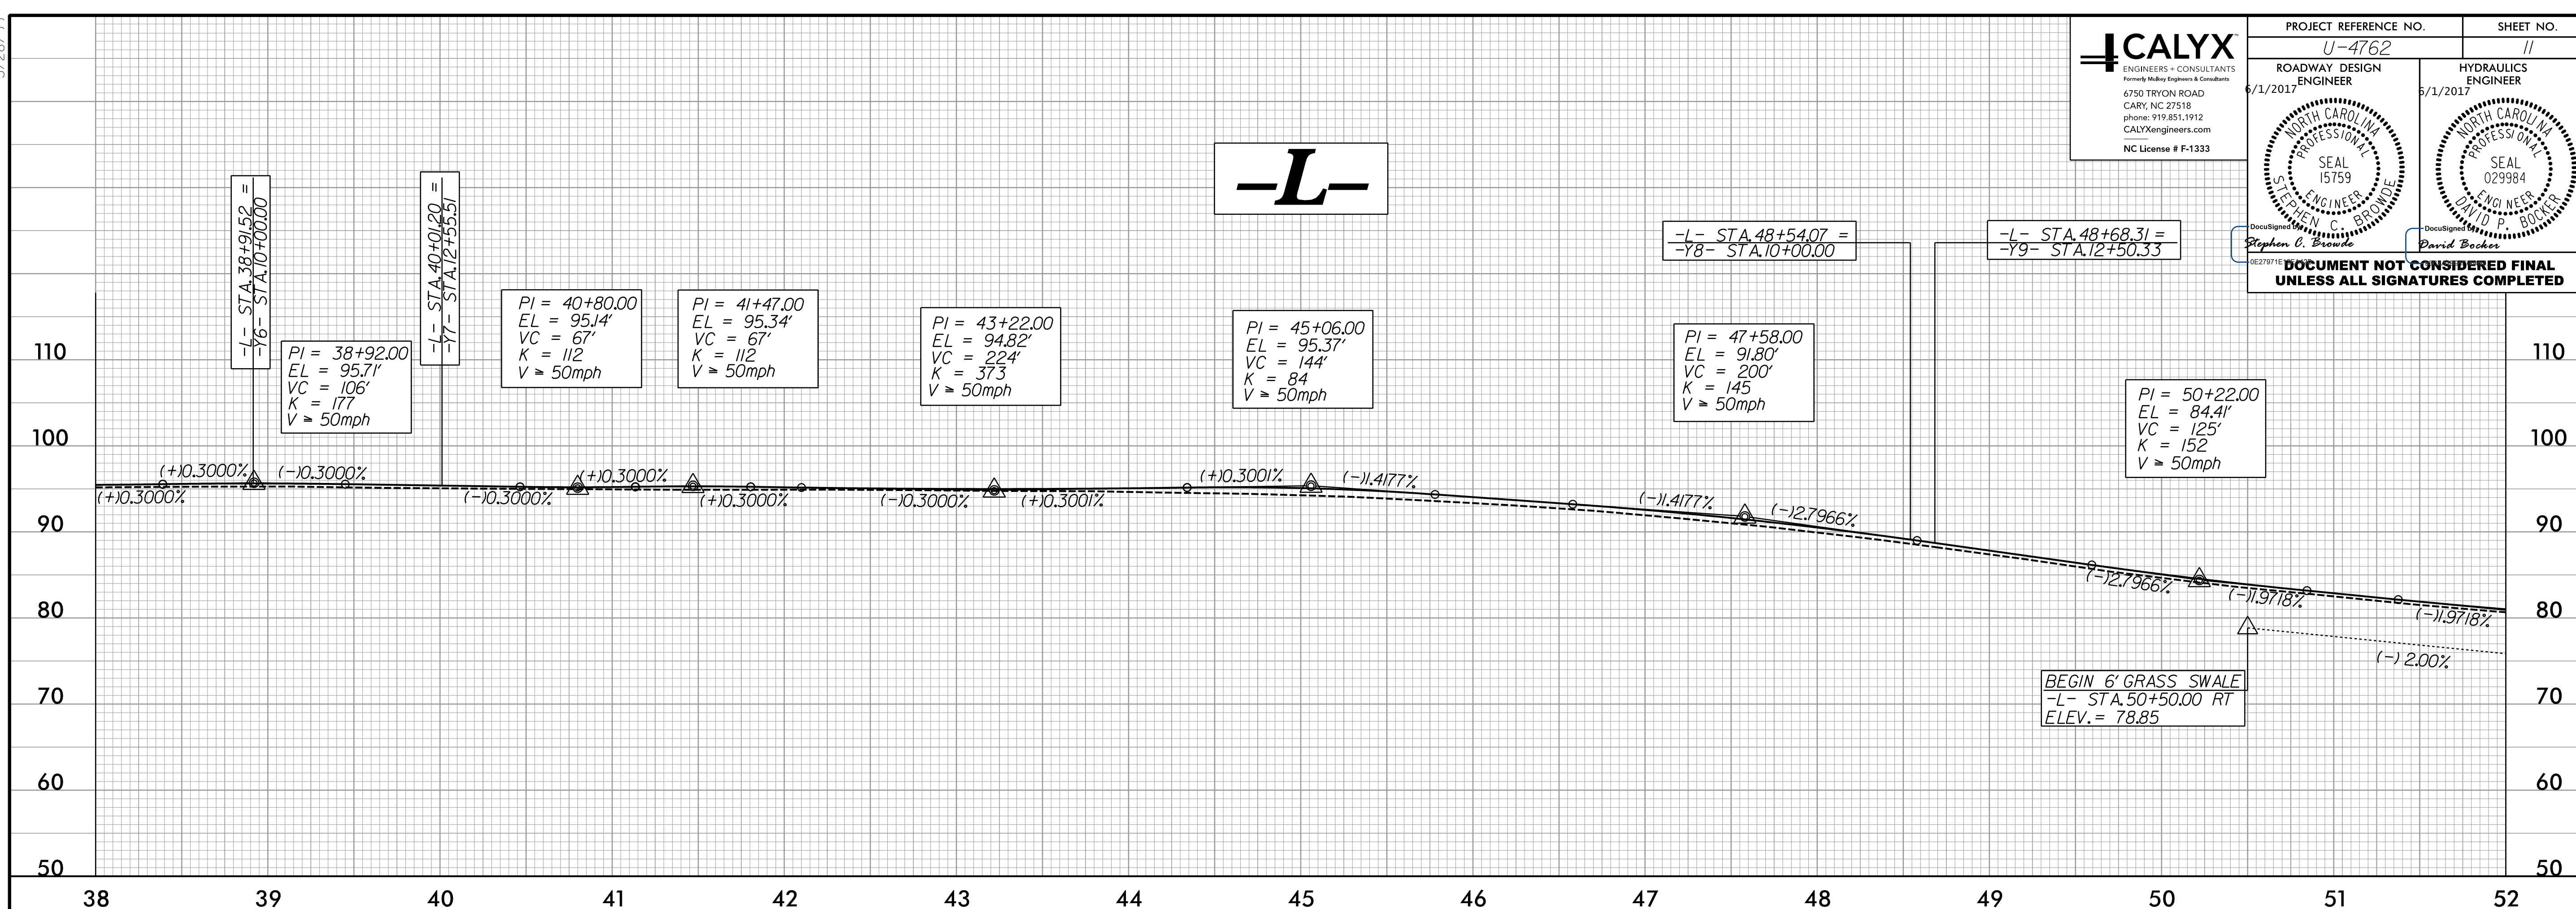 CALYX
ENGINEERS + CONSULTANTS
Formerly Mulkey Engineers & Consultants
6750 TRYON ROAD
CARY, NC 27518
phone: 919.851.1912
CALYXengineers.com
NC License # F-1333
PROJECT REFERENCE NO.
SHEET NO.
U-4762
11
ROADWAY DESIGN
ENGINEER
HYDRAULICS
ENGINEER
6/1/2017
6/1/2017
NORTH CAROLINA
PROFESSIONAL
SEAL
15759
ENGINEER
STEPHEN C. BROWDE
NORTH CAROLINA
PROFESSIONAL
SEAL
029984
ENGINEER
DAVID P. BOCKER
DocuSigned by
Stephen C. Browde
DocuSigned by
David Bocker
DOCUMENT NOT CONSIDERED FINAL
UNLESS ALL SIGNATURES COMPLETED
-L-
-L- STA.38+91.52 =
-Y6- STA.10+00.00
-L- STA.40+01.20 =
-Y7- STA.12+55.51
-L- STA.48+54.07 =
-Y8- STA.10+00.00
-L- STA.48+68.31 =
-Y9- STA.12+50.33
PI = 38+92.00
EL = 95.71'
VC = 106'
K = 177
V ≥ 50mph
PI = 40+80.00
EL = 95.14'
VC = 67'
K = 112
V ≥ 50mph
PI = 41+47.00
EL = 95.34'
VC = 67'
K = 112
V ≥ 50mph
PI = 43+22.00
EL = 94.82'
VC = 224'
K = 373
V ≥ 50mph
PI = 45+06.00
EL = 95.37'
VC = 144'
K = 84
V ≥ 50mph
PI = 47+58.00
EL = 91.80'
VC = 200'
K = 145
V ≥ 50mph
PI = 50+22.00
EL = 84.41'
VC = 125'
K = 152
V ≥ 50mph
110
110
100
100
(+)0.3000%
(-)0.3000%
(+)0.3000%
(+)0.3001%
(-)1.4177%
(+)0.3000%
(-)0.3000%
(+)0.3000%
(-)0.3000%
(+)0.3001%
(-)1.4177%
(-)2.7966%
90
90
(-)2.7966%
(-)1.9718%
(-)1.9718%
80
80
(-) 2.00%
BEGIN 6' GRASS SWALE
-L- STA.50+50.00 RT
ELEV.= 78.85
70
70
60
60
50
50
38 39 40 41 42 43 44 45 46 47 48 49 50 51 52